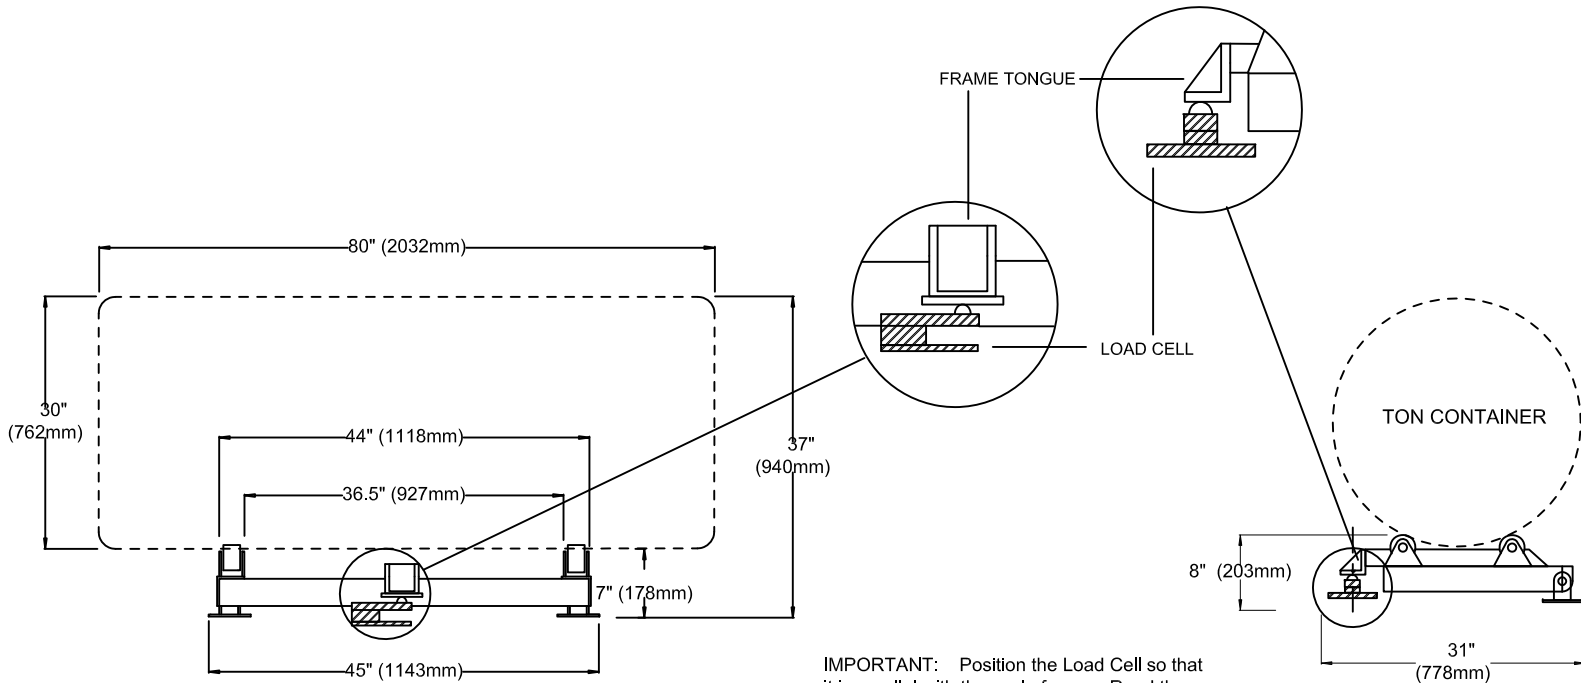 FRAME TONGUE
80" (2032mm)
LOAD CELL
30"
(762mm)
44" (1118mm)
37"
(940mm)
TON CONTAINER
36.5" (927mm)
8" (203mm)
7" (178mm)
45" (1143mm)
31"
(778mm)
IMPORTANT: Position the Load Cell so that